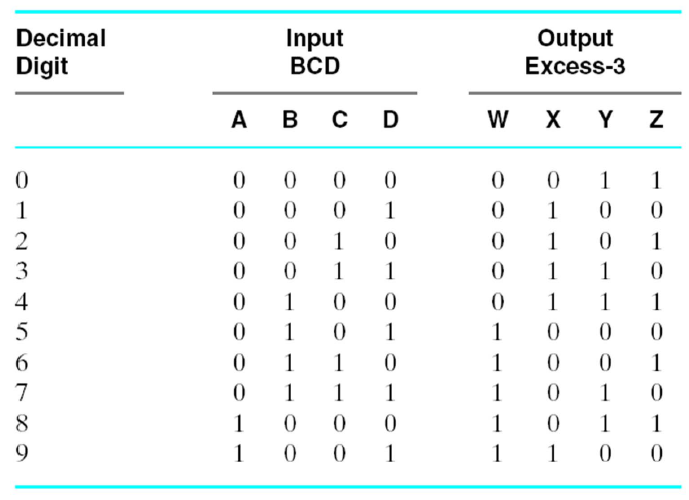 Decimal Input Output
Digit BCD Excess-3
A B C D W X Y Z
0 0 0 0 0 0 0 1 1
1 0 0 0 1 0 1 0 0
2 0 0 1 0 0 1 0 1
3 0 0 1 1 0 1 1 0
4 0 1 0 0 0 1 1 1
5 0 1 0 1 1 0 0 0
6 0 1 1 0 1 0 0 1
7 0 1 1 1 1 0 1 0
8 1 0 0 0 1 0 1 1
9 1 0 0 1 1 1 0 0